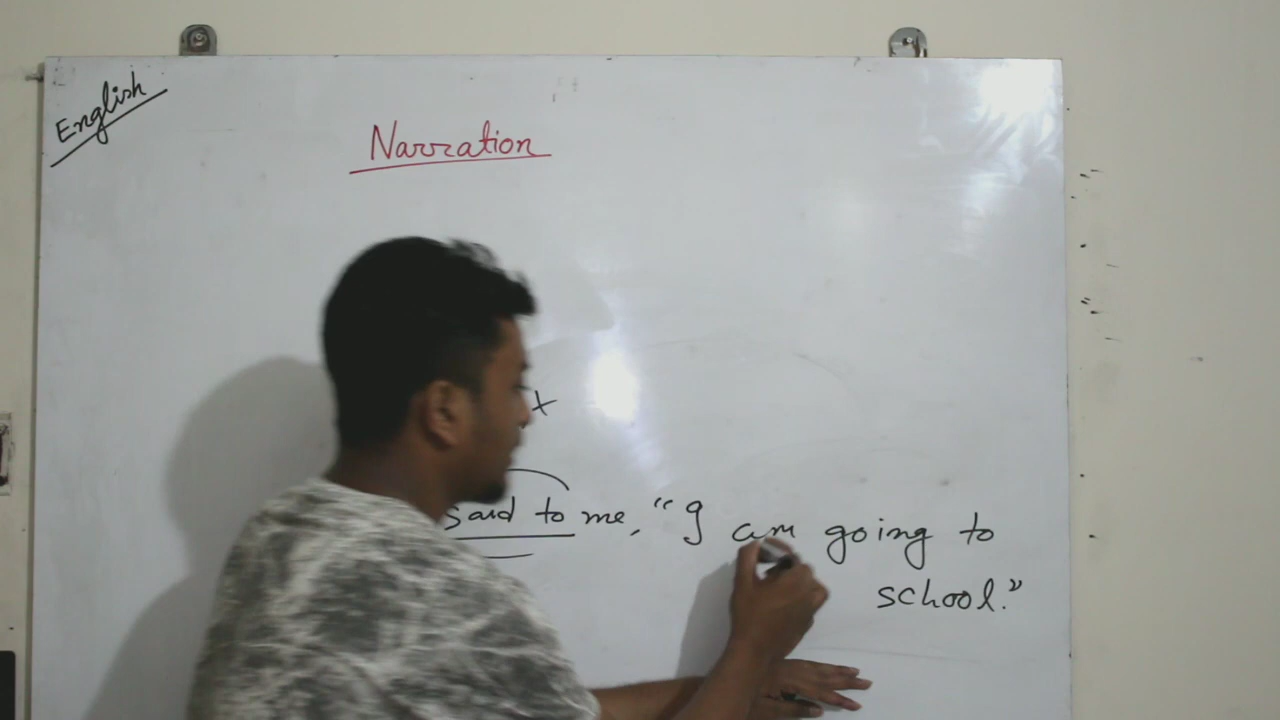 English
Narration
said to me, "I am going to
school."